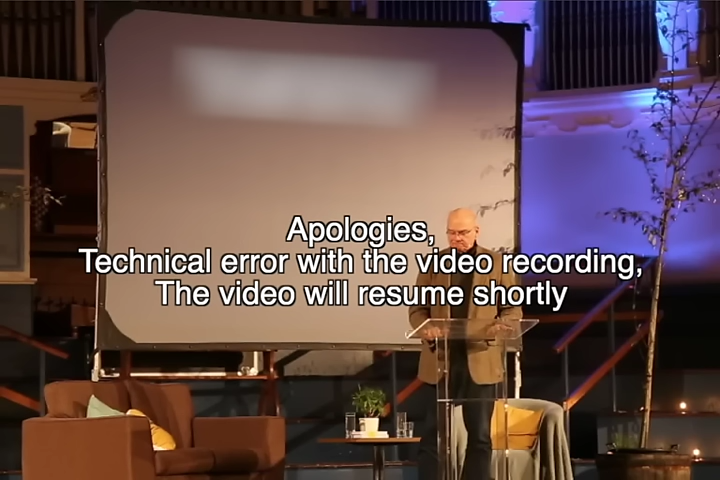 Apologies,
Technical error with the video recording,
The video will resume shortly